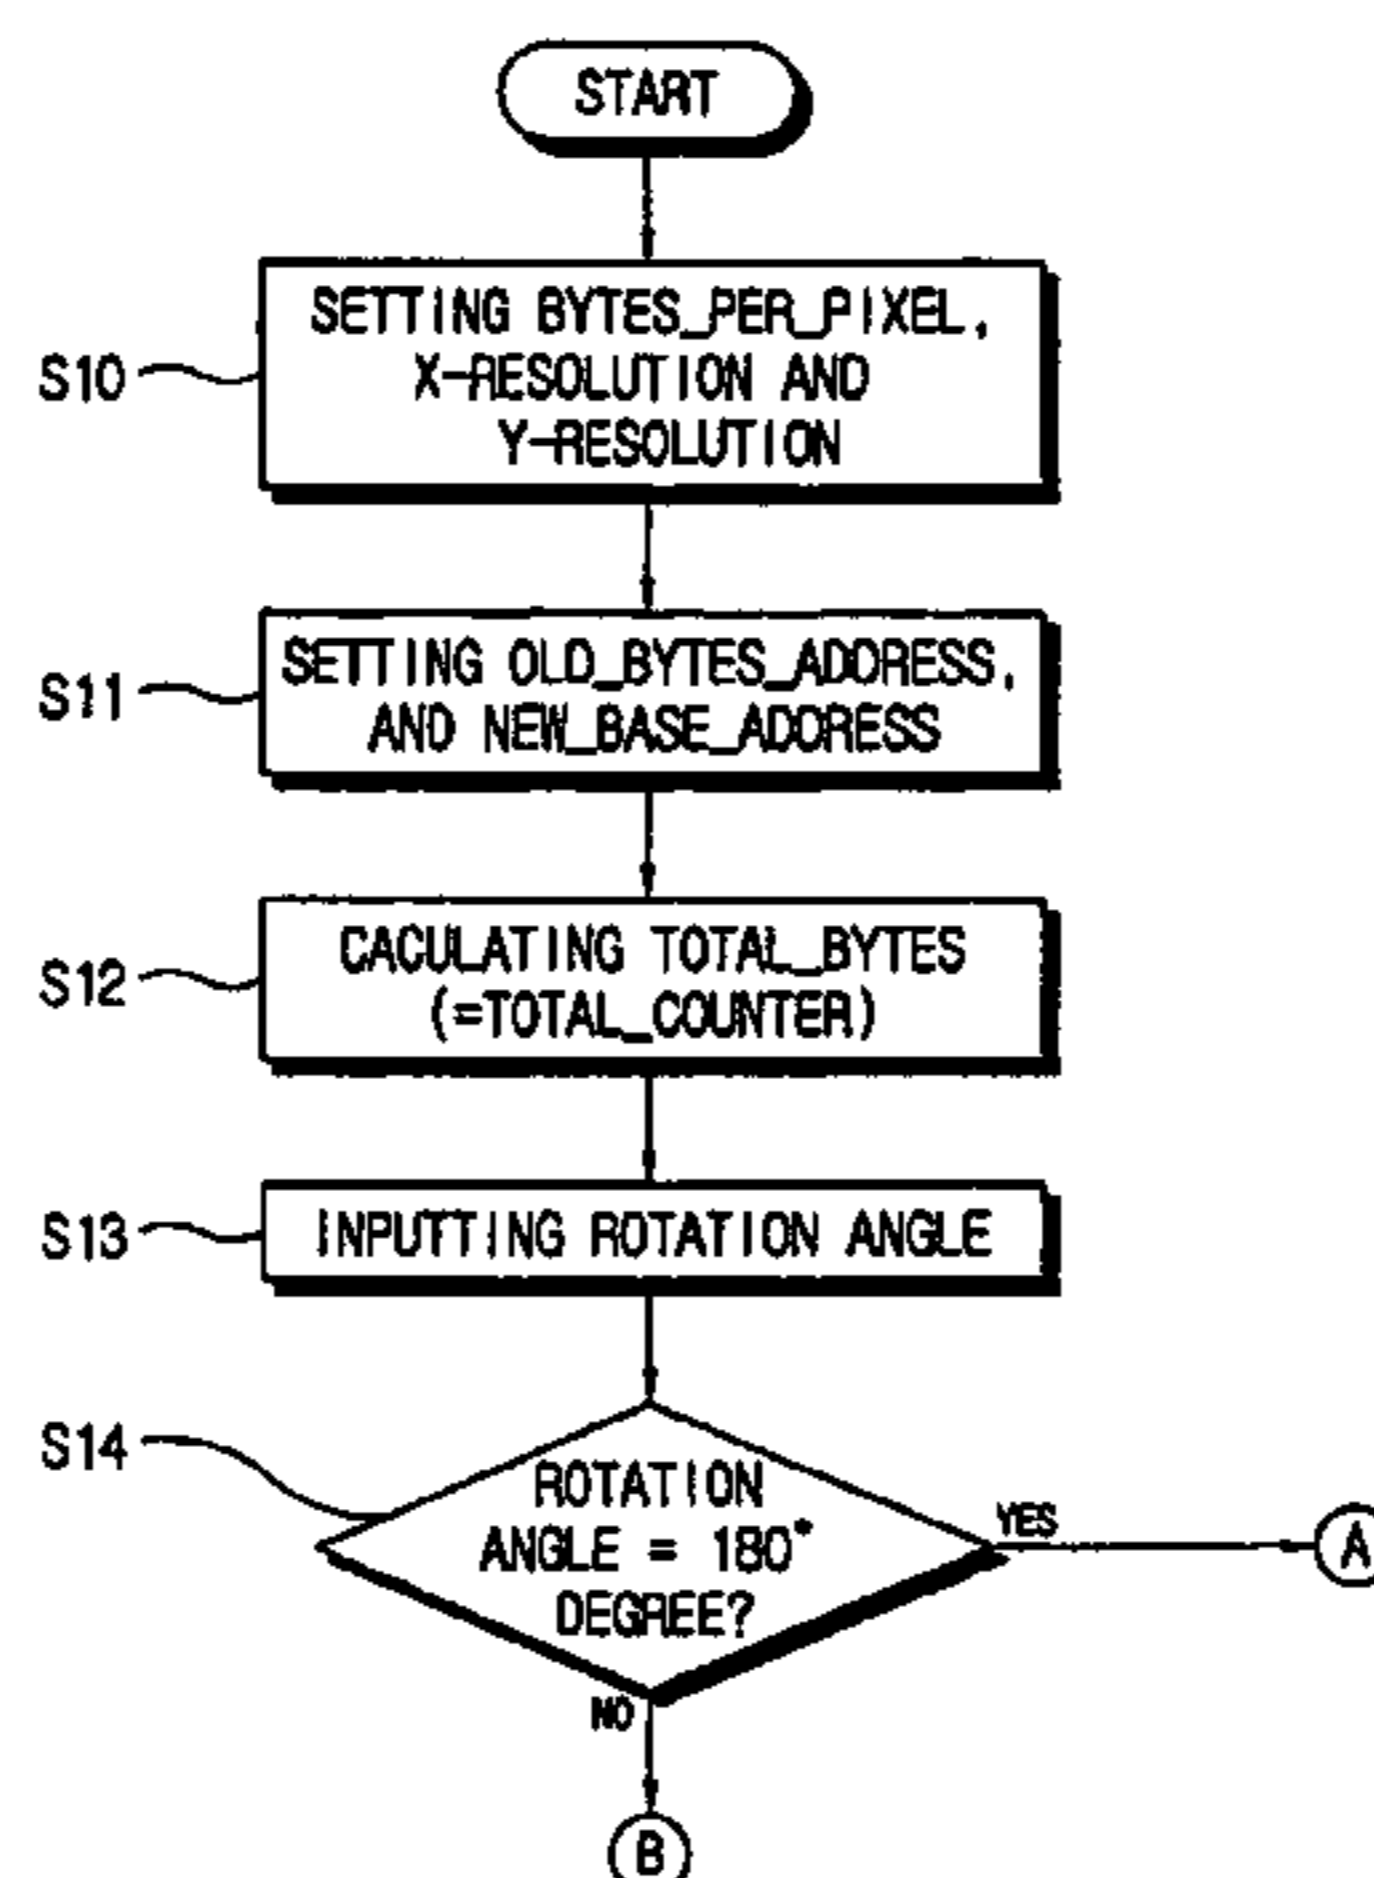 START
S10
SETTING BYTES_PER_PIXEL,
X-RESOLUTION AND
Y-RESOLUTION
S11
SETTING OLD_BYTES_ADDRESS,
AND NEW_BASE_ADDRESS
S12
CACULATING TOTAL_BYTES
(=TOTAL_COUNTER)
S13
INPUTTING ROTATION ANGLE
S14
ROTATION
ANGLE = 180°
DEGREE?
YES
A
NO
B